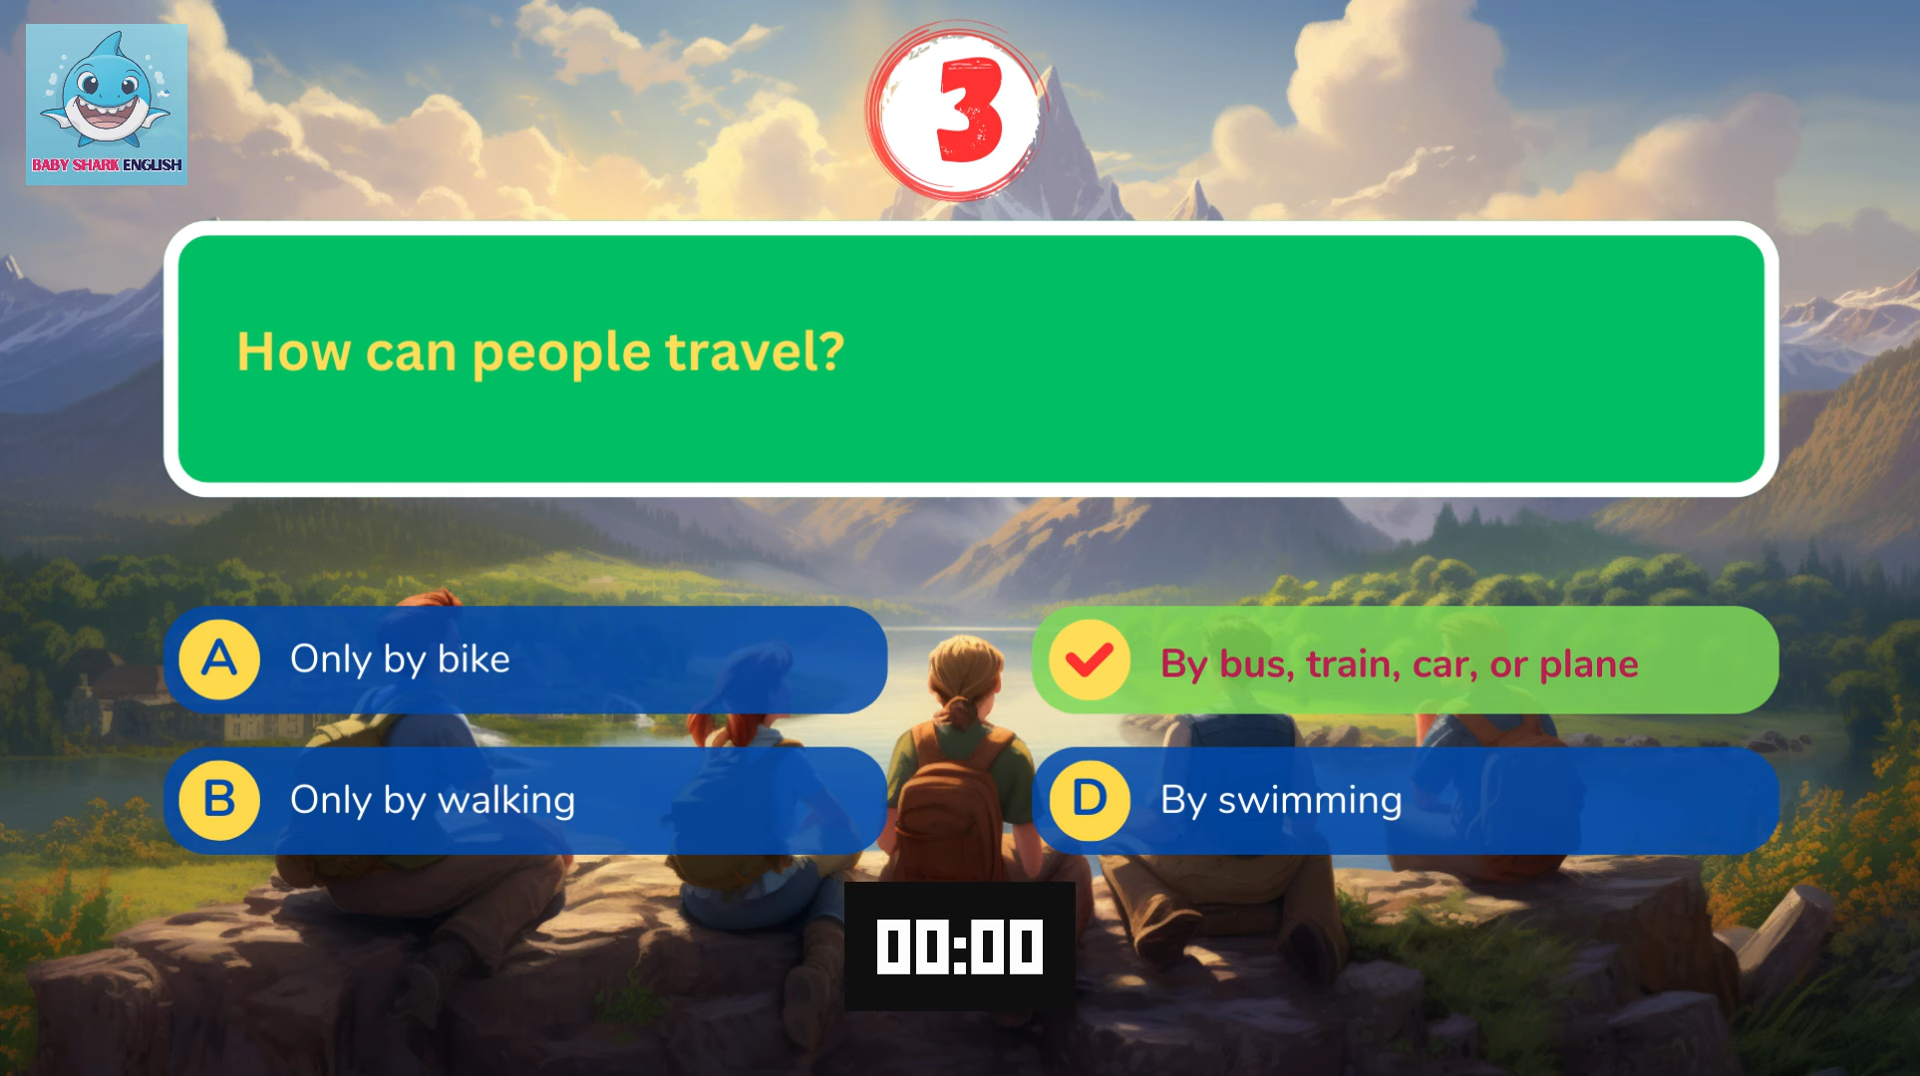 BABY SHARK ENGLISH
3
How can people travel?
A Only by bike
B Only by walking
By bus, train, car, or plane
D By swimming
00:00